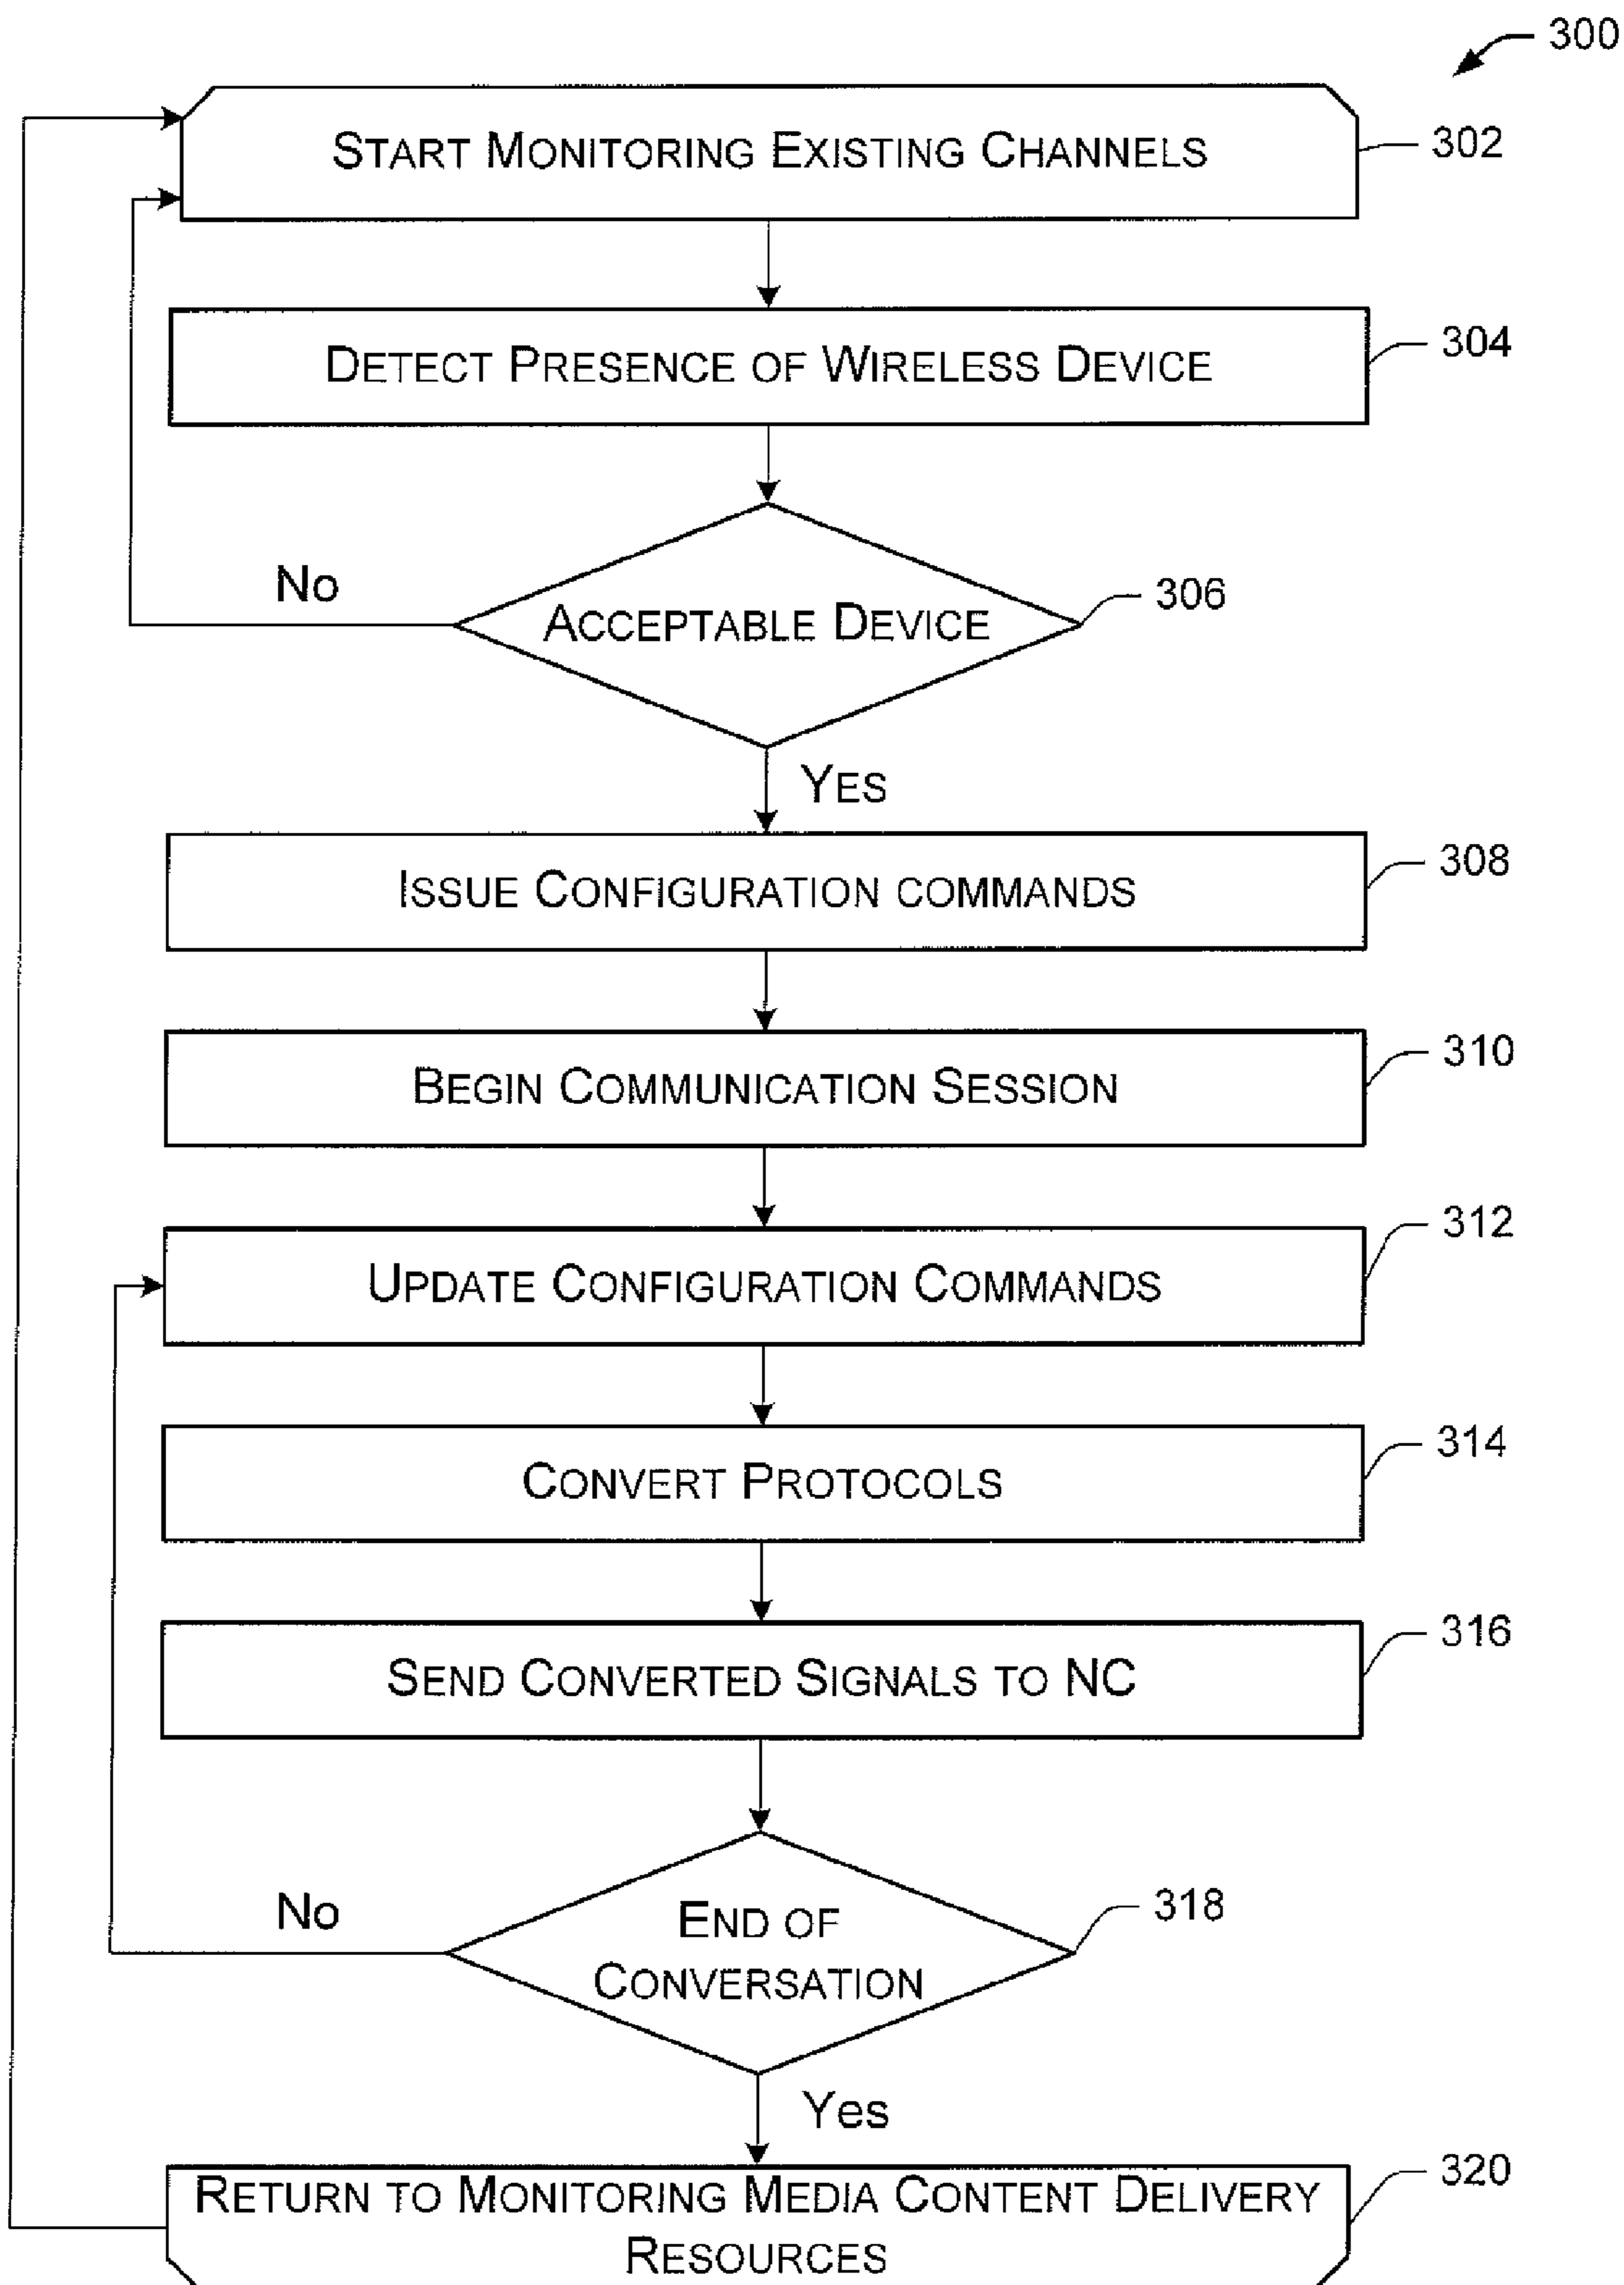 300
START MONITORING EXISTING CHANNELS
302
DETECT PRESENCE OF WIRELESS DEVICE
304
No
ACCEPTABLE DEVICE
306
YES
ISSUE CONFIGURATION COMMANDS
308
BEGIN COMMUNICATION SESSION
310
UPDATE CONFIGURATION COMMANDS
312
CONVERT PROTOCOLS
314
SEND CONVERTED SIGNALS TO NC
316
No
END OF
CONVERSATION
318
Yes
RETURN TO MONITORING MEDIA CONTENT DELIVERY
RESOURCES
320